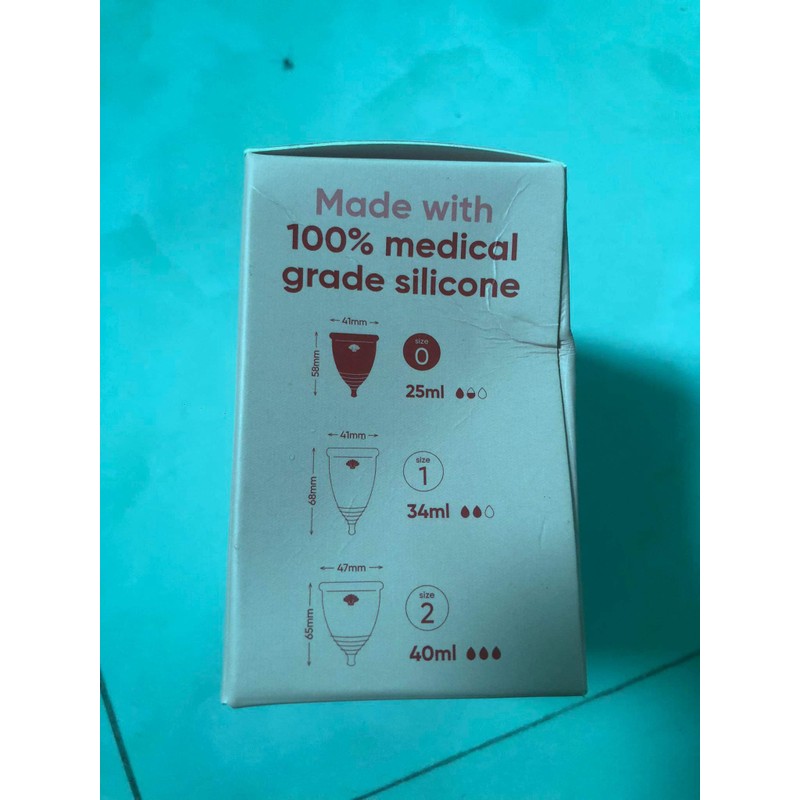 Made with
100% medical
grade silicone
41mm
58mm
size
0
25ml
41mm
68mm
size
1
34ml
47mm
65mm
size
2
40ml